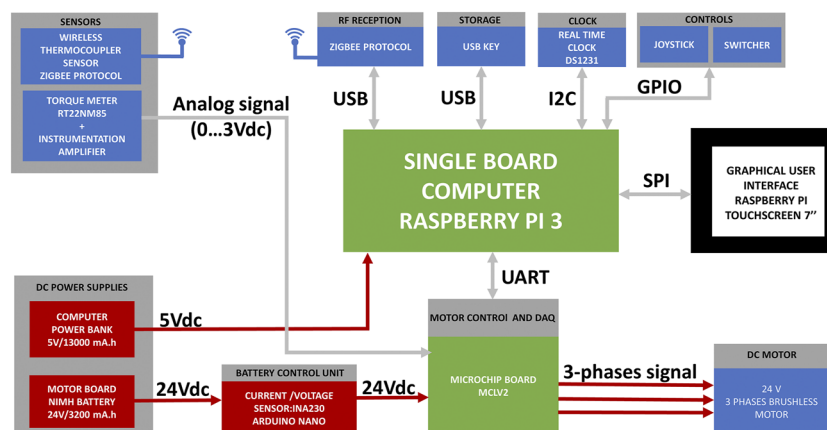 SENSORS
WIRELESS
THERMOCOUPLER
SENSOR
ZIGBEE PROTOCOL
TORQUE METER
RT22NM85
+
INSTRUMENTATION
AMPLIFIER
Analog signal
(0...3Vdc)
RF RECEPTION
ZIGBEE PROTOCOL
USB
STORAGE
USB KEY
USB
CLOCK
REAL TIME
CLOCK
DS1231
I2C
CONTROLS
JOYSTICK
SWITCHER
GPIO
SINGLE BOARD
COMPUTER
RASPBERRY PI 3
SPI
GRAPHICAL USER
INTERFACE
RASPBERRY PI
TOUCHSCREEN 7’’
UART
DC POWER SUPPLIES
COMPUTER
POWER BANK
5V/13000 mA.h
5Vdc
MOTOR BOARD
NIMH BATTERY
24V/3200 mA.h
24Vdc
BATTERY CONTROL UNIT
CURRENT /VOLTAGE
SENSOR:INA230
ARDUINO NANO
24Vdc
MOTOR CONTROL AND DAQ
MICROCHIP BOARD
MCLV2
3-phases signal
DC MOTOR
24 V
3 PHASES BRUSHLESS
MOTOR